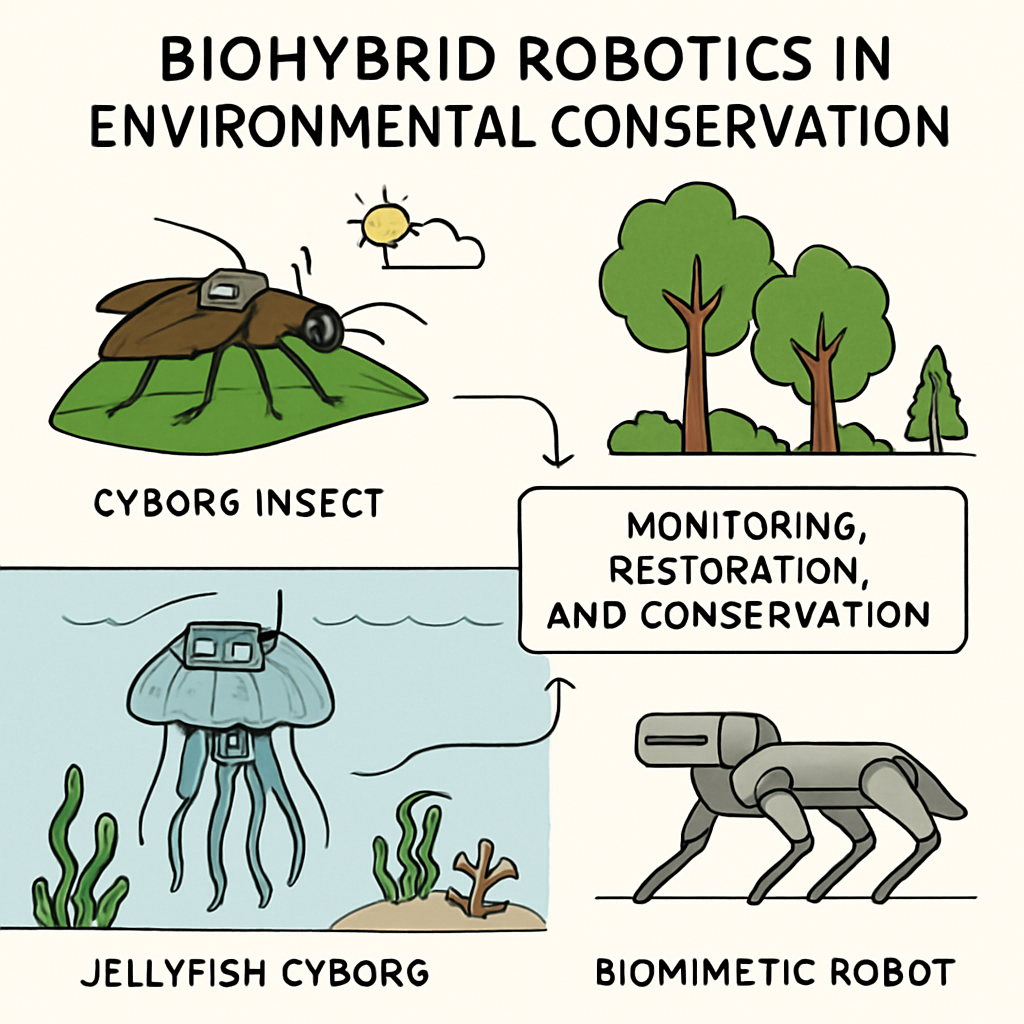 BIOHYBRID ROBOTICS IN
ENVIRONMENTAL CONSERVATION
CYBORG INSECT
MONITORING,
RESTORATION,
AND CONSERVATION
JELLYFISH CYBORG
BIOMIMETIC ROBOT